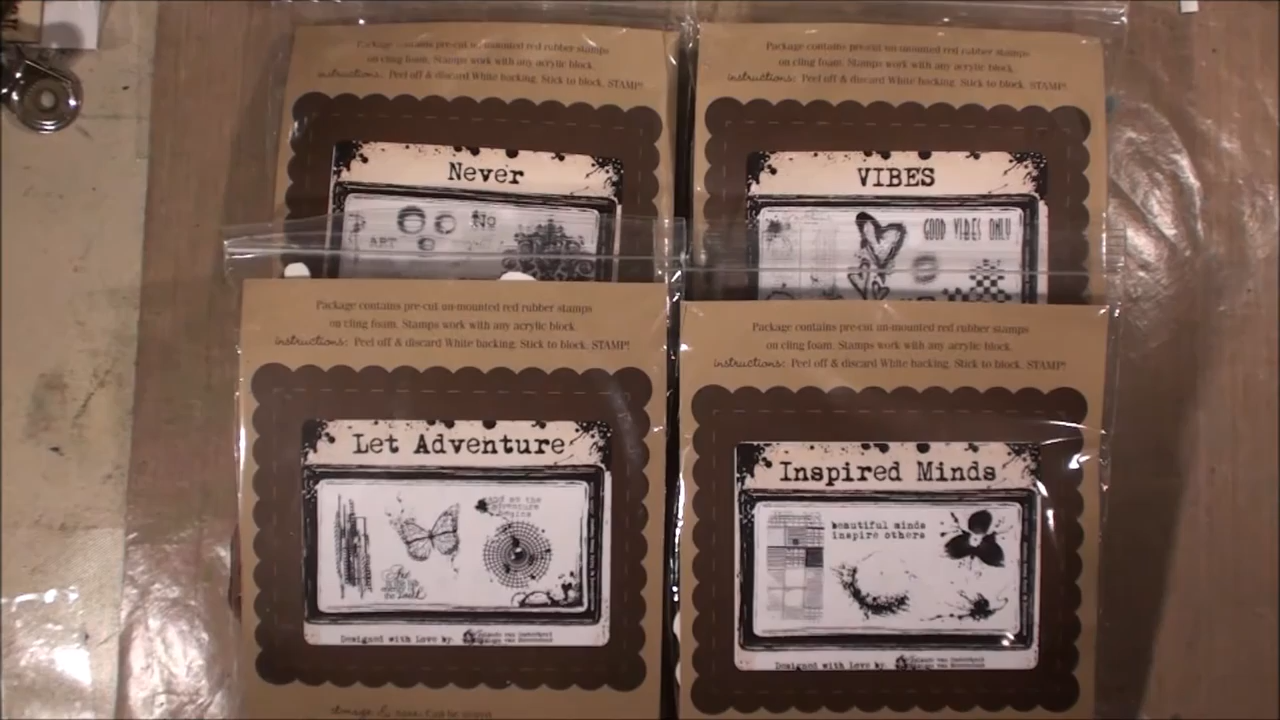 Package contains pre-cut un-mounted red rubber stamps
on cling foam. Stamps work with any acrylic block.
instructions: Peel off & discard White backing. Stick to block, STAMP!
Never
No
ART
Package contains pre-cut un-mounted red rubber stamps
on cling foam. Stamps work with any acrylic block.
instructions: Peel off & discard White backing. Stick to block, STAMP!
VIBES
GOOD VIBES ONLY
Package contains pre-cut un-mounted red rubber stamps
on cling foam. Stamps work with any acrylic block.
instructions: Peel off & discard White backing. Stick to block, STAMP!
Let Adventure
and so the
adventure
begins
Designed with Love by.
Package contains pre-cut un-mounted red rubber stamps
on cling foam. Stamps work with any acrylic block.
instructions: Peel off & discard White backing. Stick to block, STAMP!
Inspired Minds
beautiful minds
inspire others
Designed with Love by.